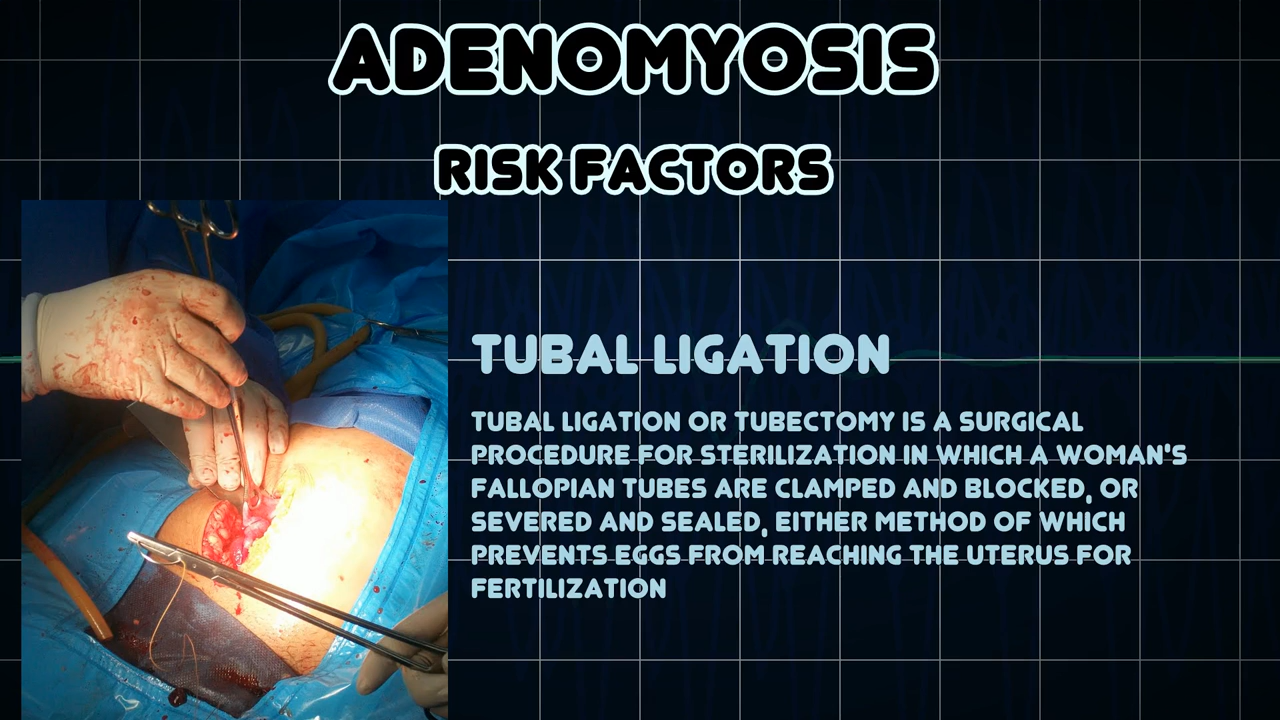 ADENOMYOSIS
RISK FACTORS
TUBAL LIGATION
TUBAL LIGATION OR TUBECTOMY IS A SURGICAL
PROCEDURE FOR STERILIZATION IN WHICH A WOMAN'S
FALLOPIAN TUBES ARE CLAMPED AND BLOCKED, OR
SEVERED AND SEALED, EITHER METHOD OF WHICH
PREVENTS EGGS FROM REACHING THE UTERUS FOR
FERTILIZATION